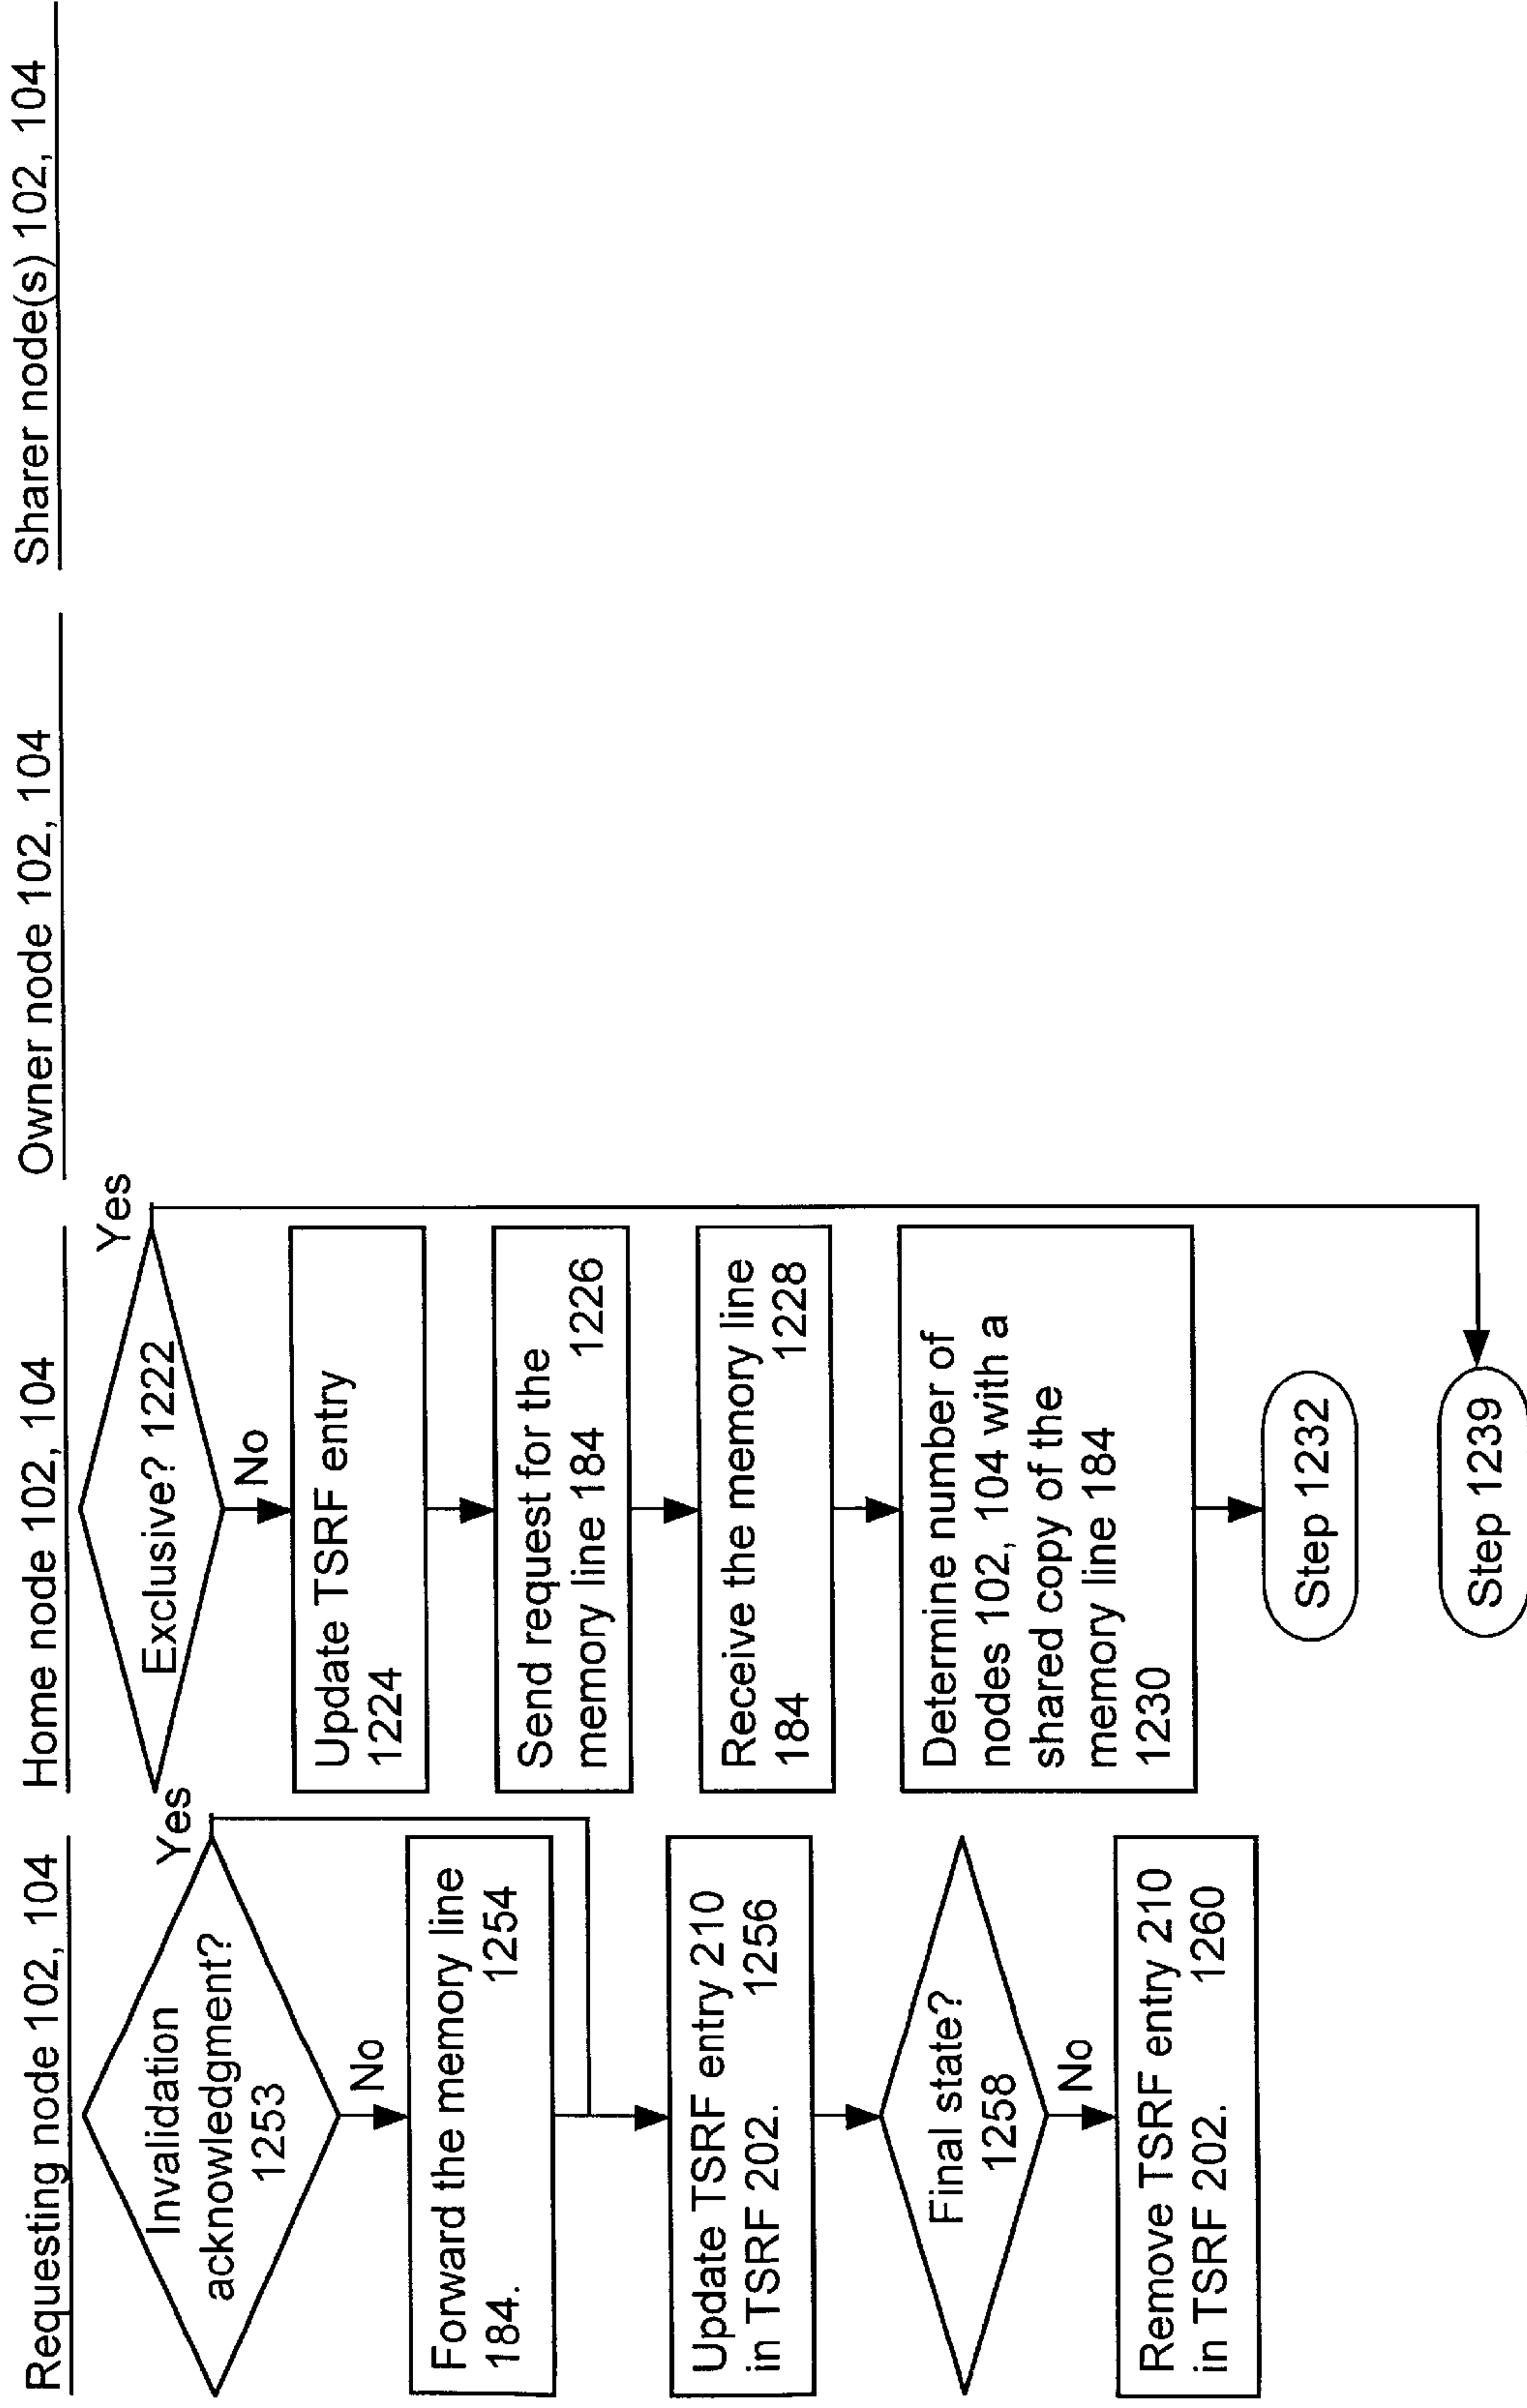 Requesting node 102, 104
Invalidation
acknowledgment?
1253
Yes
No
Forward the memory line
184. 1254
Update TSRF entry 210
in TSRF 202. 1256
Final state?
1258
No
Remove TSRF entry 210
in TSRF 202. 1260
Home node 102, 104
Exclusive? 1222
Yes
No
Update TSRF entry
1224
Send request for the
memory line 184 1226
Receive the memory line
184 1228
Determine number of
nodes 102, 104 with a
shared copy of the
memory line 184
1230
Step 1232
Step 1239
Owner node 102, 104
Sharer node(s) 102, 104